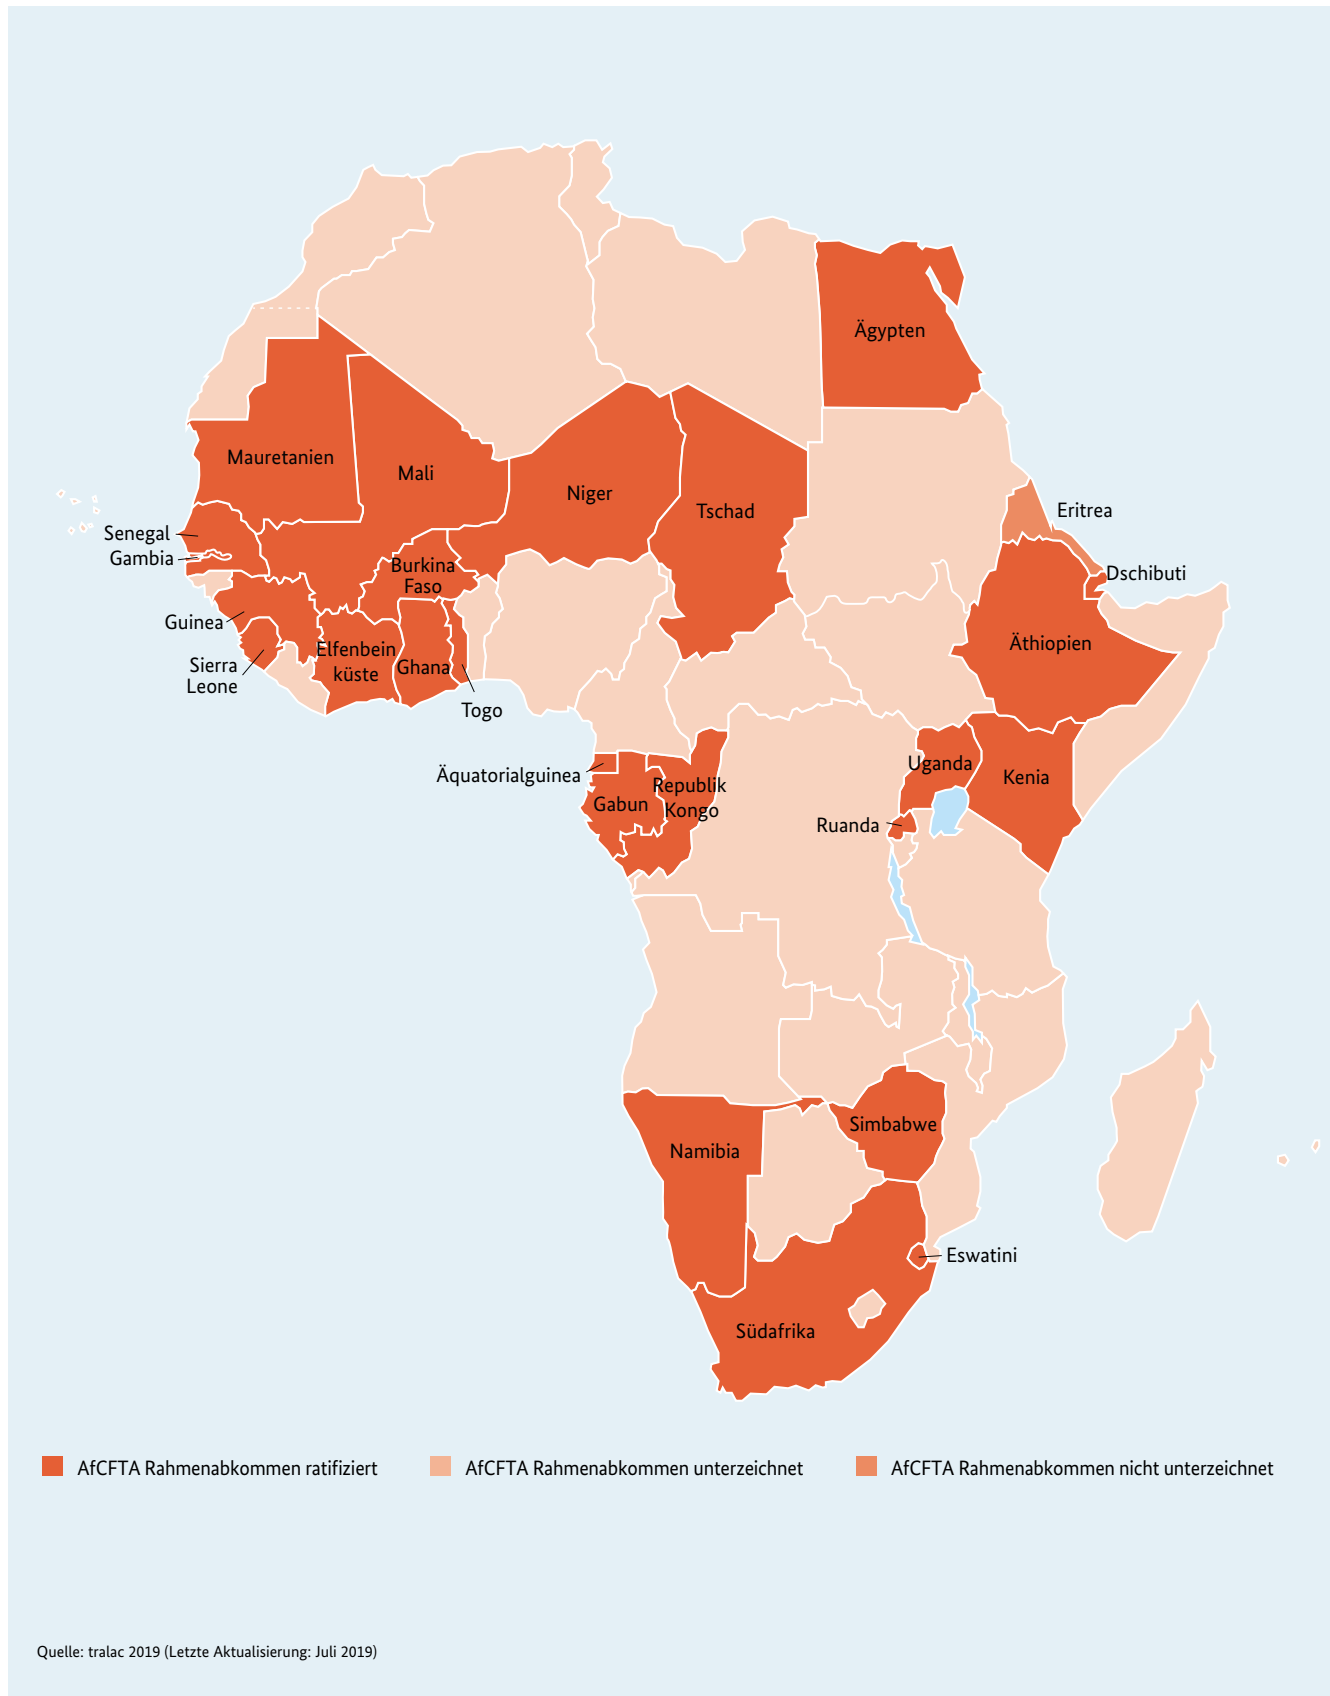 Ägypten
Mauretanien
Mali
Niger
Tschad
Eritrea
Senegal
Gambia
Burkina
Faso
Dschibuti
Guinea
Äthiopien
Elfenbein
küste
Ghana
Sierra
Leone
Togo
Uganda
Äquatorialguinea
Kenia
Republik
Kongo
Gabun
Ruanda
Simbabwe
Namibia
Eswatini
Südafrika
AfCFTA Rahmenabkommen ratifiziert
AfCFTA Rahmenabkommen unterzeichnet
AfCFTA Rahmenabkommen nicht unterzeichnet
Quelle: tralac 2019 (Letzte Aktualisierung: Juli 2019)